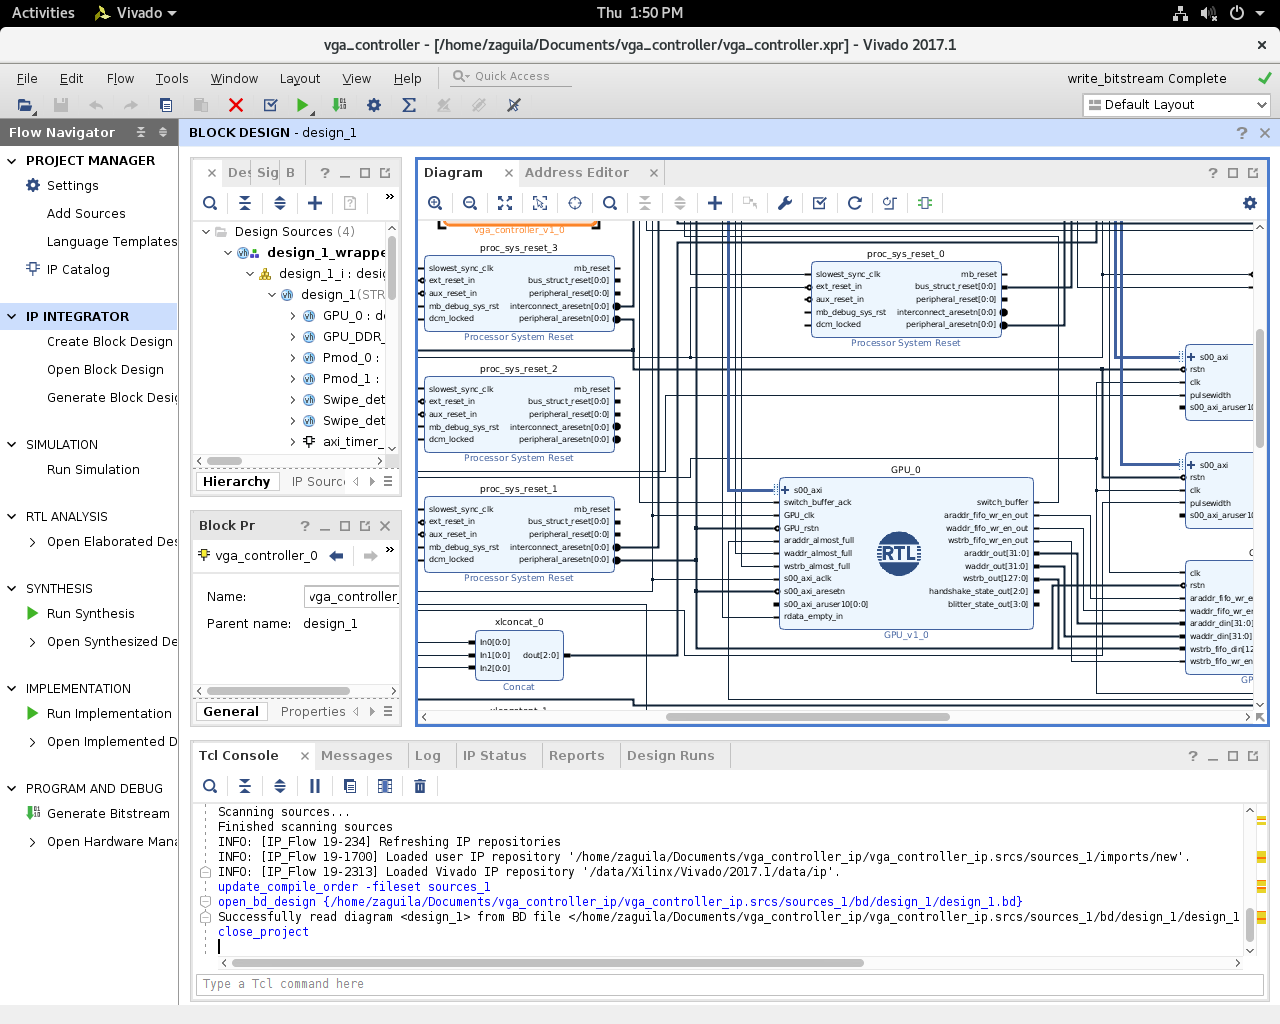 Activities
Vivado
Thu 1:50 PM
vga_controller - [/home/zaguila/Documents/vga_controller/vga_controller.xpr] - Vivado 2017.1
File Edit Flow Tools Window Layout View Help
Quick Access
write_bitstream Complete
Default Layout
Flow Navigator
PROJECT MANAGER
Settings
Add Sources
Language Templates
IP Catalog
IP INTEGRATOR
Create Block Design
Open Block Design
Generate Block Desig
SIMULATION
Run Simulation
RTL ANALYSIS
Open Elaborated Des
SYNTHESIS
Run Synthesis
Open Synthesized De
IMPLEMENTATION
Run Implementation
Open Implemented D
PROGRAM AND DEBUG
Generate Bitstream
Open Hardware Mana
BLOCK DESIGN - design_1
Des Sig B
Design Sources (4)
design_1_wrappe
design_1_i : desig
design_1 (STR
GPU_0 : de
GPU_DDR_
Pmod_0 :
Pmod_1 :
Swipe_det
Swipe_det
axi_timer_
Hierarchy IP Sourc
Block Pr
vga_controller_0
Name: vga_controller_
Parent name: design_1
General Properties
Diagram
Address Editor
vga_controller_v1_0
proc_sys_reset_3
slowest_sync_clk mb_reset
ext_reset_in bus_struct_reset[0:0]
aux_reset_in peripheral_reset[0:0]
mb_debug_sys_rst interconnect_aresetn[0:0]
dcm_locked peripheral_aresetn[0:0]
Processor System Reset
proc_sys_reset_2
slowest_sync_clk mb_reset
ext_reset_in bus_struct_reset[0:0]
aux_reset_in peripheral_reset[0:0]
mb_debug_sys_rst interconnect_aresetn[0:0]
dcm_locked peripheral_aresetn[0:0]
Processor System Reset
proc_sys_reset_1
slowest_sync_clk mb_reset
ext_reset_in bus_struct_reset[0:0]
aux_reset_in peripheral_reset[0:0]
mb_debug_sys_rst interconnect_aresetn[0:0]
dcm_locked peripheral_aresetn[0:0]
Processor System Reset
xlconcat_0
In0[0:0]
In1[0:0] dout[2:0]
In2[0:0]
Concat
proc_sys_reset_0
slowest_sync_clk mb_reset
ext_reset_in bus_struct_reset[0:0]
aux_reset_in peripheral_reset[0:0]
mb_debug_sys_rst interconnect_aresetn[0:0]
dcm_locked peripheral_aresetn[0:0]
Processor System Reset
GPU_0
s00_axi
switch_buffer_ack switch_buffer
GPU_clk araddr_fifo_wr_en_out
GPU_rstn waddr_fifo_wr_en_out
araddr_almost_full wstrb_fifo_wr_en_out
waddr_almost_full araddr_out[31:0]
wstrb_almost_full waddr_out[31:0]
s00_axi_aclk wstrb_out[127:0]
s00_axi_aresetn handshake_state_out[2:0]
s00_axi_aruser10[0:0] blitter_state_out[3:0]
rdata_empty_in
RTL
GPU_v1_0
s00_axi
rstn
clk
pulsewidth
s00_axi_aruser10
s00_axi
rstn
clk
pulsewidth
s00_axi_aruser10
G
clk
rstn
araddr_fifo_wr_en
waddr_fifo_wr_en
araddr_din[31:0]
waddr_din[31:0]
wstrb_fifo_din[12
wstrb_fifo_wr_en
GP
Tcl Console
Messages
Log
IP Status
Reports
Design Runs
Scanning sources...
Finished scanning sources
INFO: [IP_Flow 19-234] Refreshing IP repositories
INFO: [IP_Flow 19-1700] Loaded user IP repository '/home/zaguila/Documents/vga_controller_ip/vga_controller_ip.srcs/sources_1/imports/new'.
INFO: [IP_Flow 19-2313] Loaded Vivado IP repository '/data/Xilinx/Vivado/2017.1/data/ip'.
update_compile_order -fileset sources_1
open_bd_design {/home/zaguila/Documents/vga_controller_ip/vga_controller_ip.srcs/sources_1/bd/design_1/design_1.bd}
Successfully read diagram <design_1> from BD file </home/zaguila/Documents/vga_controller_ip/vga_controller_ip.srcs/sources_1/bd/design_1/design_1
close_project
Type a Tcl command here